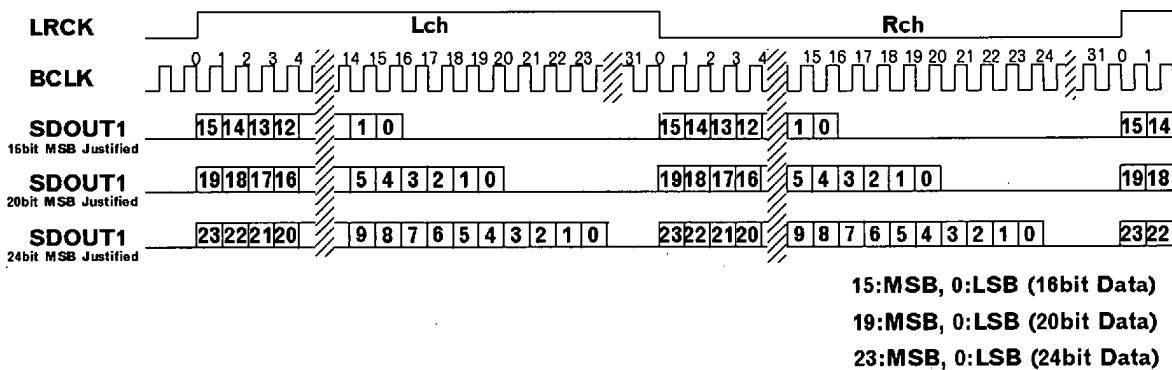 LRCK Lch Rch
0 1 2 3 4 14 15 16 17 18 19 20 21 22 23 31 0 1 2 3 4 15 16 17 18 19 20 21 22 23 24 31 0 1
BCLK
SDOUT1 15 14 13 12 1 0 15 14 13 12 1 0 15 14
16bit MSB Justified
SDOUT1 19 18 17 16 5 4 3 2 1 0 19 18 17 16 5 4 3 2 1 0 19 18
20bit MSB Justified
SDOUT1 23 22 21 20 9 8 7 6 5 4 3 2 1 0 23 22 21 20 9 8 7 6 5 4 3 2 1 0 23 22
24bit MSB Justified
15:MSB, 0:LSB (16bit Data)
19:MSB, 0:LSB (20bit Data)
23:MSB, 0:LSB (24bit Data)